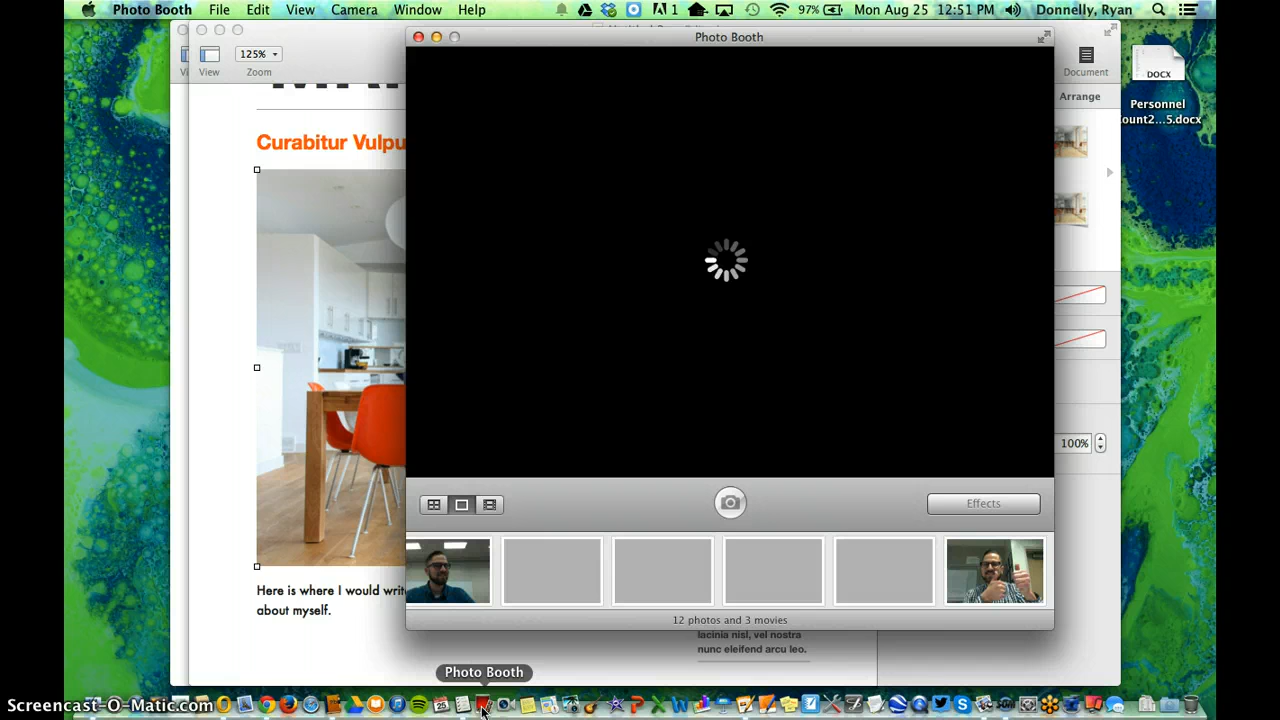 Photo Booth File Edit View Camera Window Help 1 97% Mon Aug 25 12:51 PM Donnelly, Ryan
Photo Booth
125%
View Zoom
Document
Arrange
DOCX
Personnel
ount2...5.docx
Curabitur Vulpu
100%
Effects
Here is where I would writ
about myself.
12 photos and 3 movies
lacinia nisl, vel nostra
nunc eleifend arcu leo.
Photo Booth
Screencast-O-Matic.com